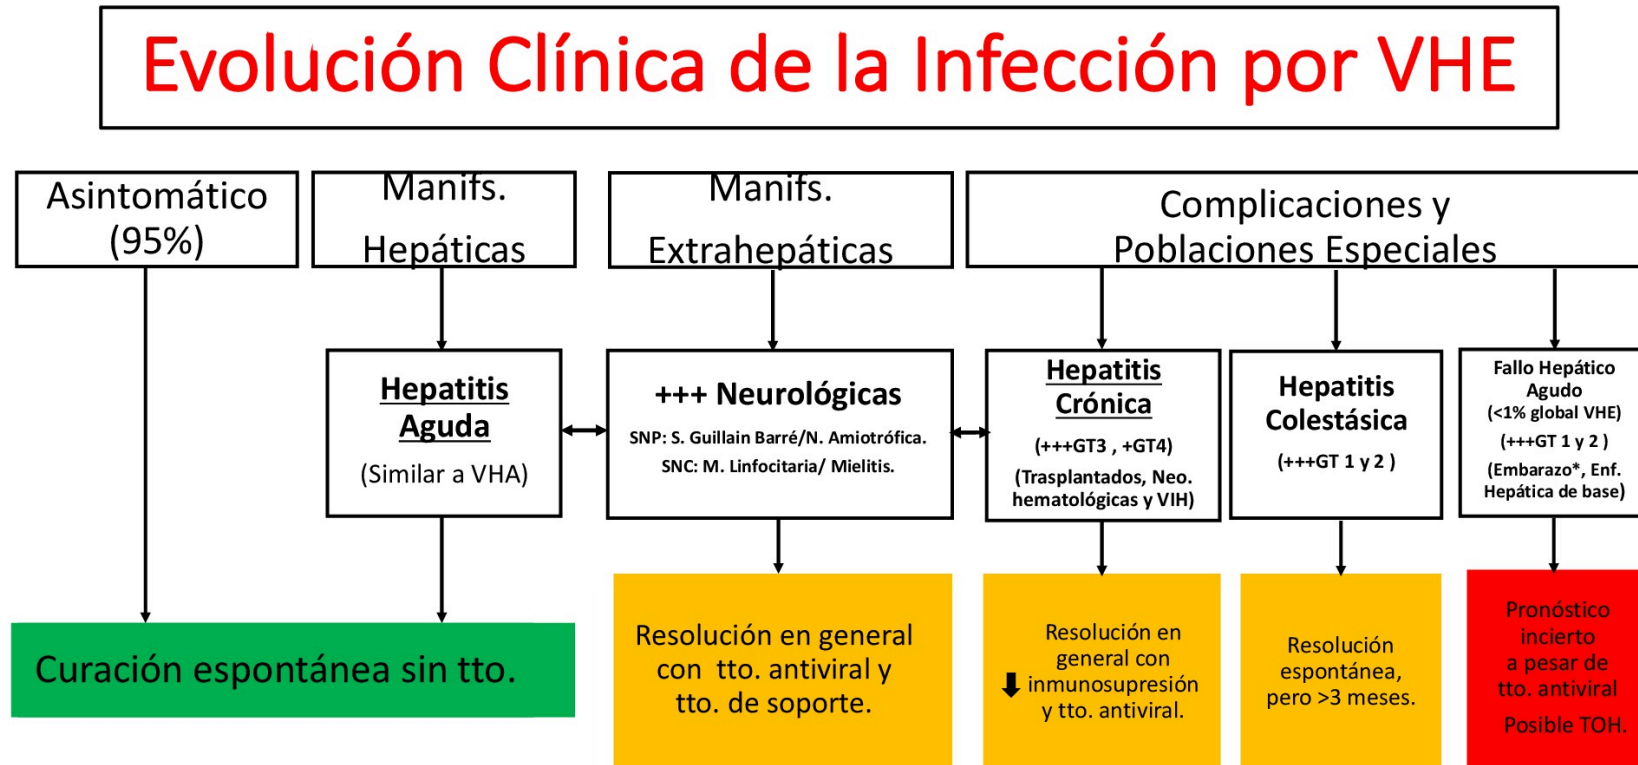 Evolución Clínica de la Infección por VHE
Asintomático
(95%)
Manifs.
Hepáticas
Manifs.
Extrahepáticas
Complicaciones y
Poblaciones Especiales
Hepatitis
Aguda
(Similar a VHA)
+++ Neurológicas
SNP: S. Guillain Barré/N. Amiotrófica.
SNC: M. Linfocitaria/ Mielitis.
Hepatitis
Crónica
(+++GT3 , +GT4)
(Trasplantados, Neo.
hematológicas y VIH)
Hepatitis
Colestásica
(+++GT 1 y 2 )
Fallo Hepático
Agudo
(<1% global VHE)
(+++GT 1 y 2 )
(Embarazo*, Enf.
Hepática de base)
Curación espontánea sin tto.
Resolución en general
con tto. antiviral y
tto. de soporte.
Resolución en
general con
⬇ inmunosupresión
y tto. antiviral.
Resolución
espontánea,
pero >3 meses.
Pronóstico
incierto
a pesar de
tto. antiviral
Posible TOH.